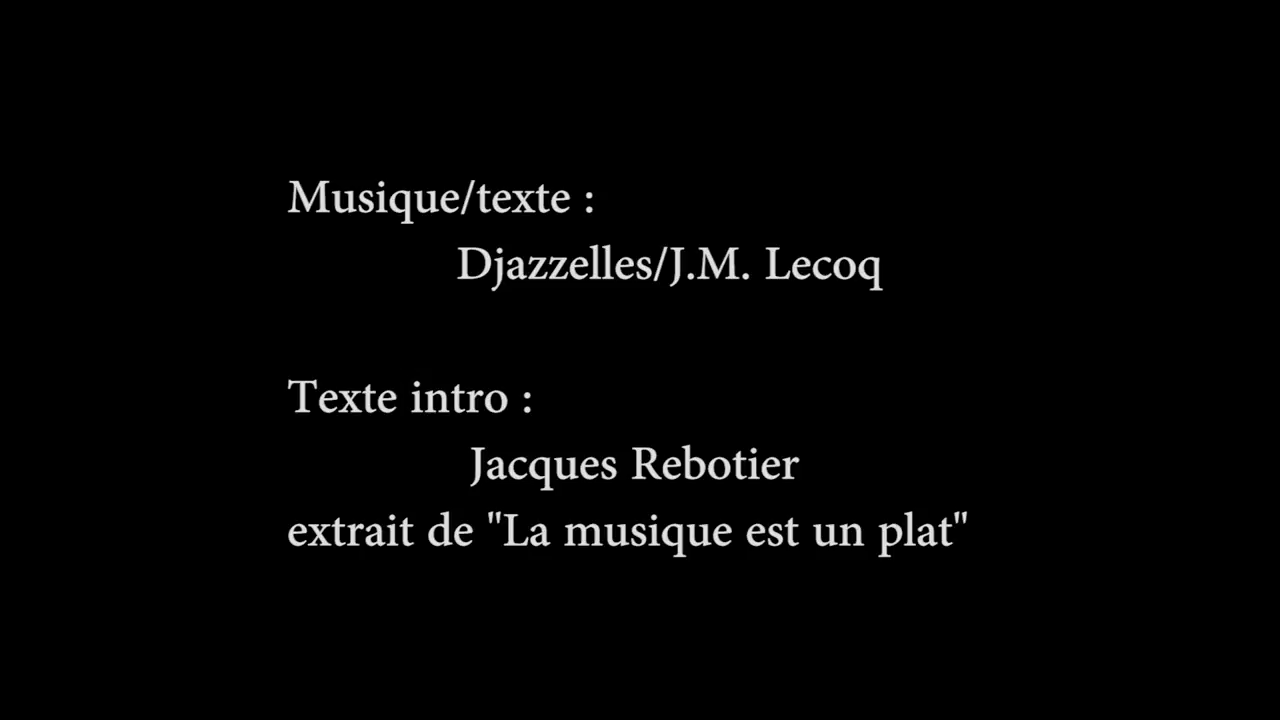 Musique/texte :
Djazzelles/J.M. Lecoq
Texte intro :
Jacques Rebotier
extrait de "La musique est un plat"